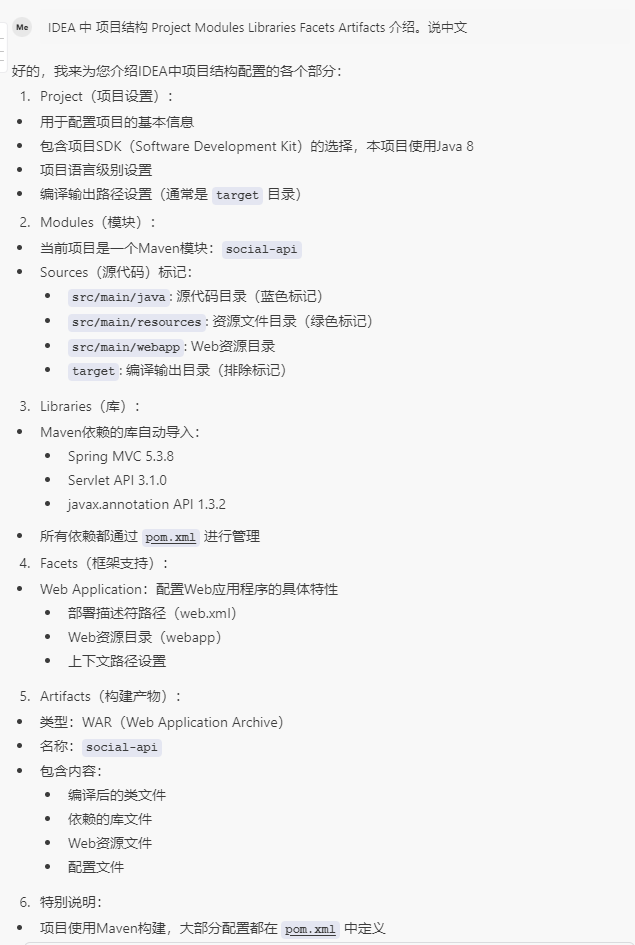 Me
IDEA 中 项目结构 Project Modules Libraries Facets Artifacts 介绍。说中文
好的，我来为您介绍IDEA中项目结构配置的各个部分：
1. Project（项目设置）：
• 用于配置项目的基本信息
• 包含项目SDK（Software Development Kit）的选择，本项目使用Java 8
• 项目语言级别设置
• 编译输出路径设置（通常是 target 目录）
2. Modules（模块）：
• 当前项目是一个Maven模块：social-api
• Sources（源代码）标记：
• src/main/java: 源代码目录（蓝色标记）
• src/main/resources: 资源文件目录（绿色标记）
• src/main/webapp: Web资源目录
• target: 编译输出目录（排除标记）
3. Libraries（库）：
• Maven依赖的库自动导入：
• Spring MVC 5.3.8
• Servlet API 3.1.0
• javax.annotation API 1.3.2
• 所有依赖都通过 pom.xml 进行管理
4. Facets（框架支持）：
• Web Application：配置Web应用程序的具体特性
• 部署描述符路径（web.xml）
• Web资源目录（webapp）
• 上下文路径设置
5. Artifacts（构建产物）：
• 类型：WAR（Web Application Archive）
• 名称：social-api
• 包含内容：
• 编译后的类文件
• 依赖的库文件
• Web资源文件
• 配置文件
6. 特别说明：
• 项目使用Maven构建，大部分配置都在 pom.xml 中定义